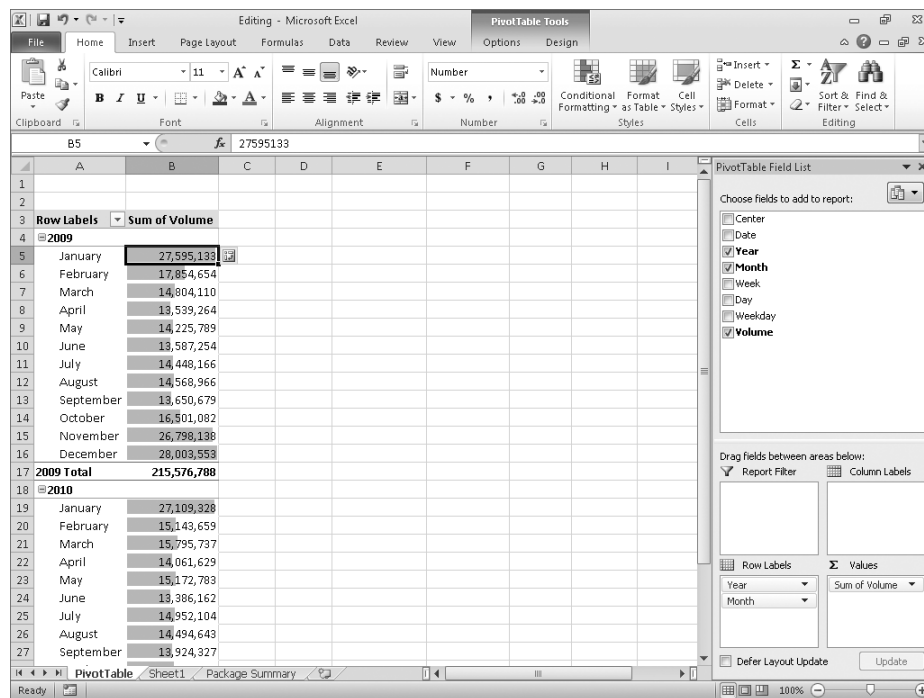 Editing - Microsoft Excel
PivotTable Tools
File Home Insert Page Layout Formulas Data Review View Options Design
Paste
Calibri 11
B I U
Number
$ % ,
Conditional Formatting
Format as Table
Cell Styles
Insert
Delete
Format
Σ
Sort & Filter
Find & Select
Clipboard Font Alignment Number Styles Cells Editing
B5 fx 27595133
A B C D E F G H I
1
2
3 Row Labels Sum of Volume
4 2009
5 January 27,595,133
6 February 17,854,654
7 March 14,804,110
8 April 13,539,264
9 May 14,225,789
10 June 13,587,254
11 July 14,448,166
12 August 14,568,966
13 September 13,650,679
14 October 16,501,082
15 November 26,798,138
16 December 28,003,553
17 2009 Total 215,576,788
18 2010
19 January 27,109,328
20 February 15,143,659
21 March 15,795,737
22 April 14,061,629
23 May 15,172,783
24 June 13,386,162
25 July 14,952,104
26 August 14,494,643
27 September 13,924,327
PivotTable Field List
Choose fields to add to report:
Center
Date
Year
Month
Week
Day
Weekday
Volume
Drag fields between areas below:
Report Filter
Column Labels
Row Labels
Σ Values
Year
Month
Sum of Volume
Defer Layout Update
Update
PivotTable Sheet1 Package Summary
Ready
100%